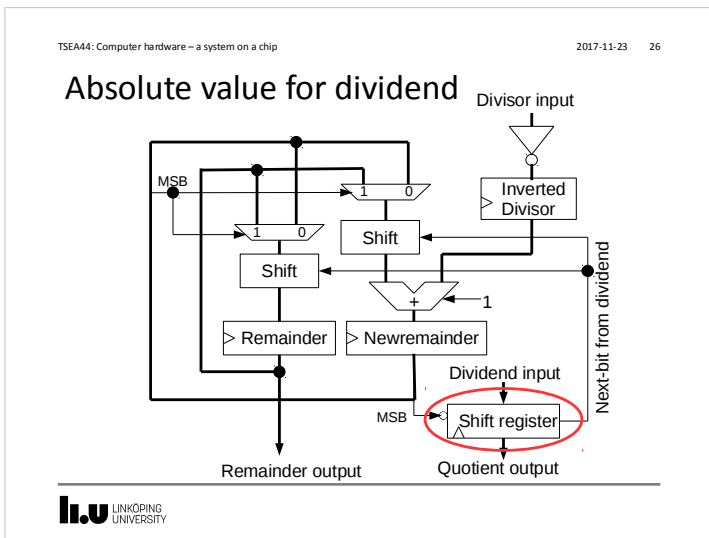 TSEA44: Computer hardware – a system on a chip 2017-11-23 26
Absolute value for dividend
Divisor input
MSB
1 0
Inverted
Divisor
1 0
Shift
Shift
+
1
Remainder
Newremainder
Next-bit from dividend
Dividend input
MSB
Shift register
Remainder output
Quotient output
LiU LINKÖPING
UNIVERSITY